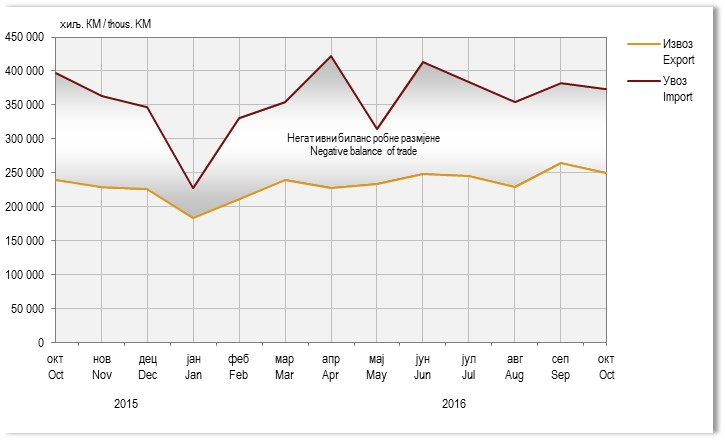 хиљ. КМ / thous. KM
450 000
400 000
350 000
300 000
250 000
200 000
150 000
100 000
50 000
0
Негативни биланс робне размјене
Negative balance of trade
Извоз
Export
Увоз
Import
окт нов дец јан феб мар апр мај јун јул авг сеп окт
Oct Nov Dec Jan Feb Mar Apr May Jun Jul Aug Sep Oct
2015 2016